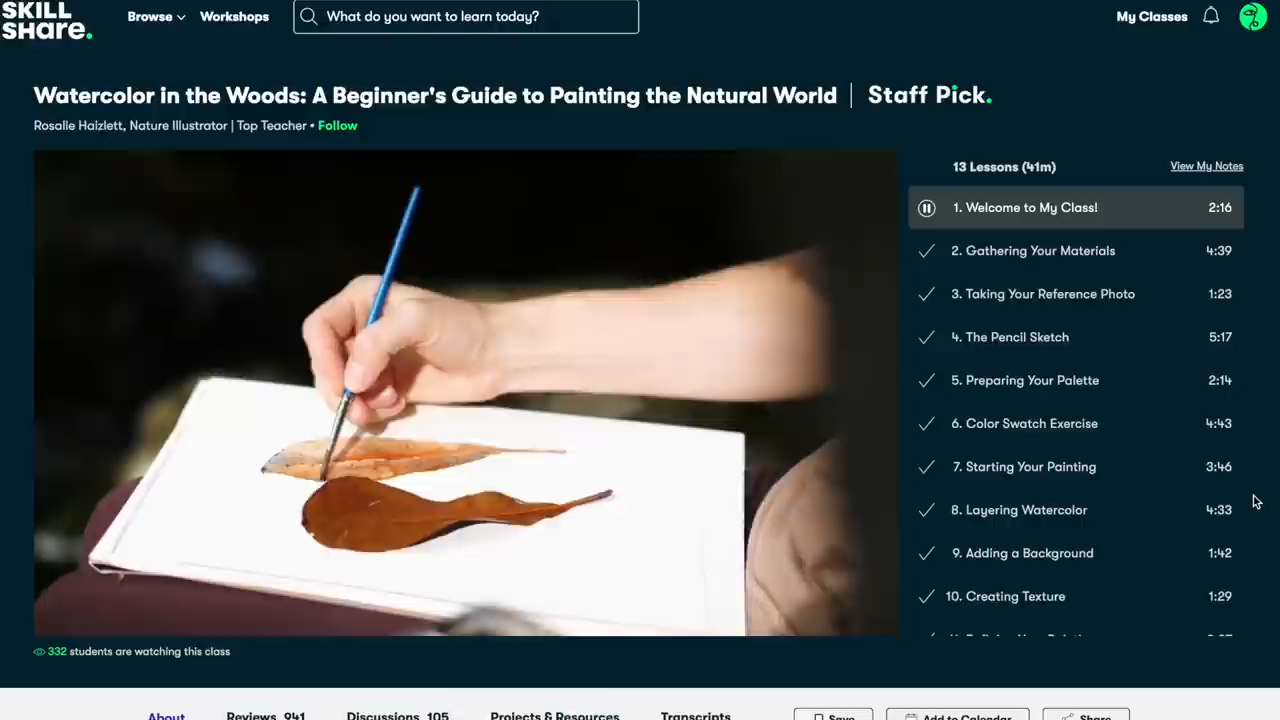 SKILL
SHare.
Browse
Workshops
What do you want to learn today?
My Classes
Watercolor in the Woods: A Beginner's Guide to Painting the Natural World | Staff Pick.
Rosalie Haizlett, Nature Illustrator | Top Teacher • Follow
13 Lessons (41m)
View My Notes
1. Welcome to My Class! 2:16
2. Gathering Your Materials 4:39
3. Taking Your Reference Photo 1:23
4. The Pencil Sketch 5:17
5. Preparing Your Palette 2:14
6. Color Swatch Exercise 4:43
7. Starting Your Painting 3:46
8. Layering Watercolor 4:33
9. Adding a Background 1:42
10. Creating Texture 1:29
332 students are watching this class
About
Reviews 941
Discussions 105
Projects & Resources
Transcripts
Save
Add to Calendar
Share